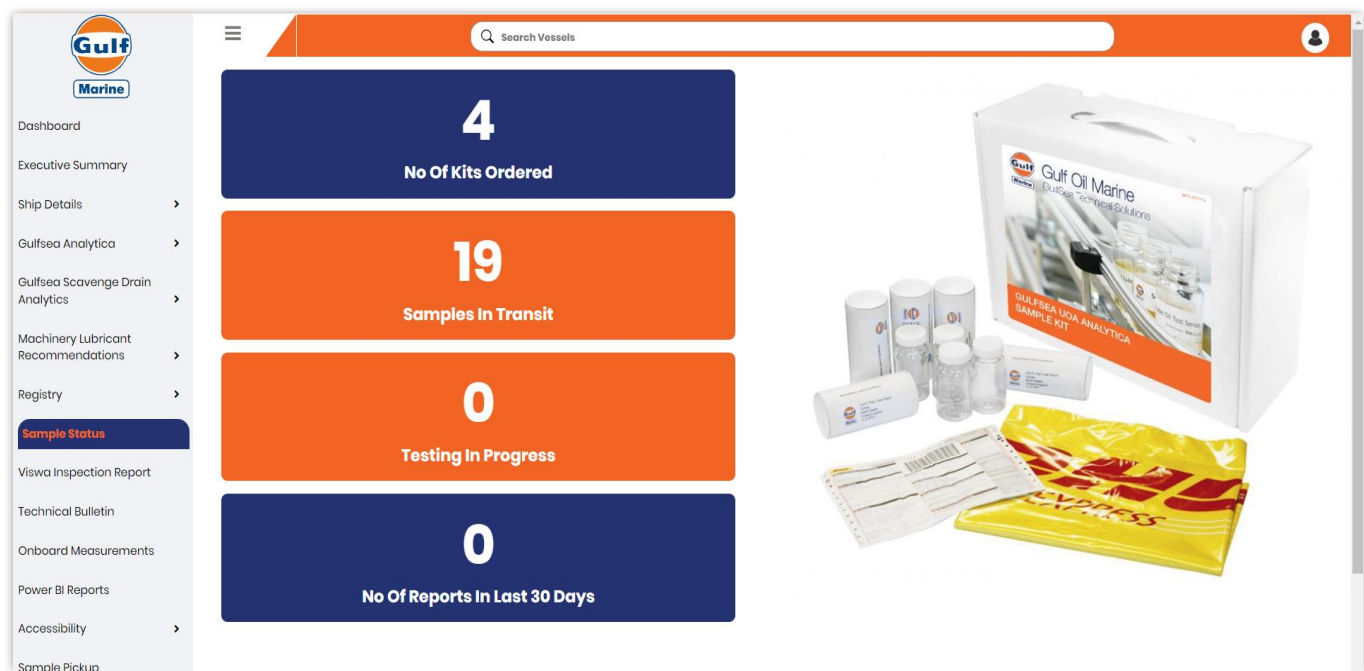 Gulf
Marine
Search Vessels
Dashboard
Executive Summary
Ship Details
Gulfsea Analytica
Gulfsea Scavenge Drain
Analytics
Machinery Lubricant
Recommendations
Registry
Sample Status
Viswa Inspection Report
Technical Bulletin
Onboard Measurements
Power BI Reports
Accessibility
Sample Pickup
4
No Of Kits Ordered
19
Samples In Transit
0
Testing In Progress
0
No Of Reports In Last 30 Days
Gulf
Marine
Gulf Oil Marine
GulfSea Technical Solutions
GULFSEA UOA ANALYTICA
SAMPLE KIT
EXPRESS